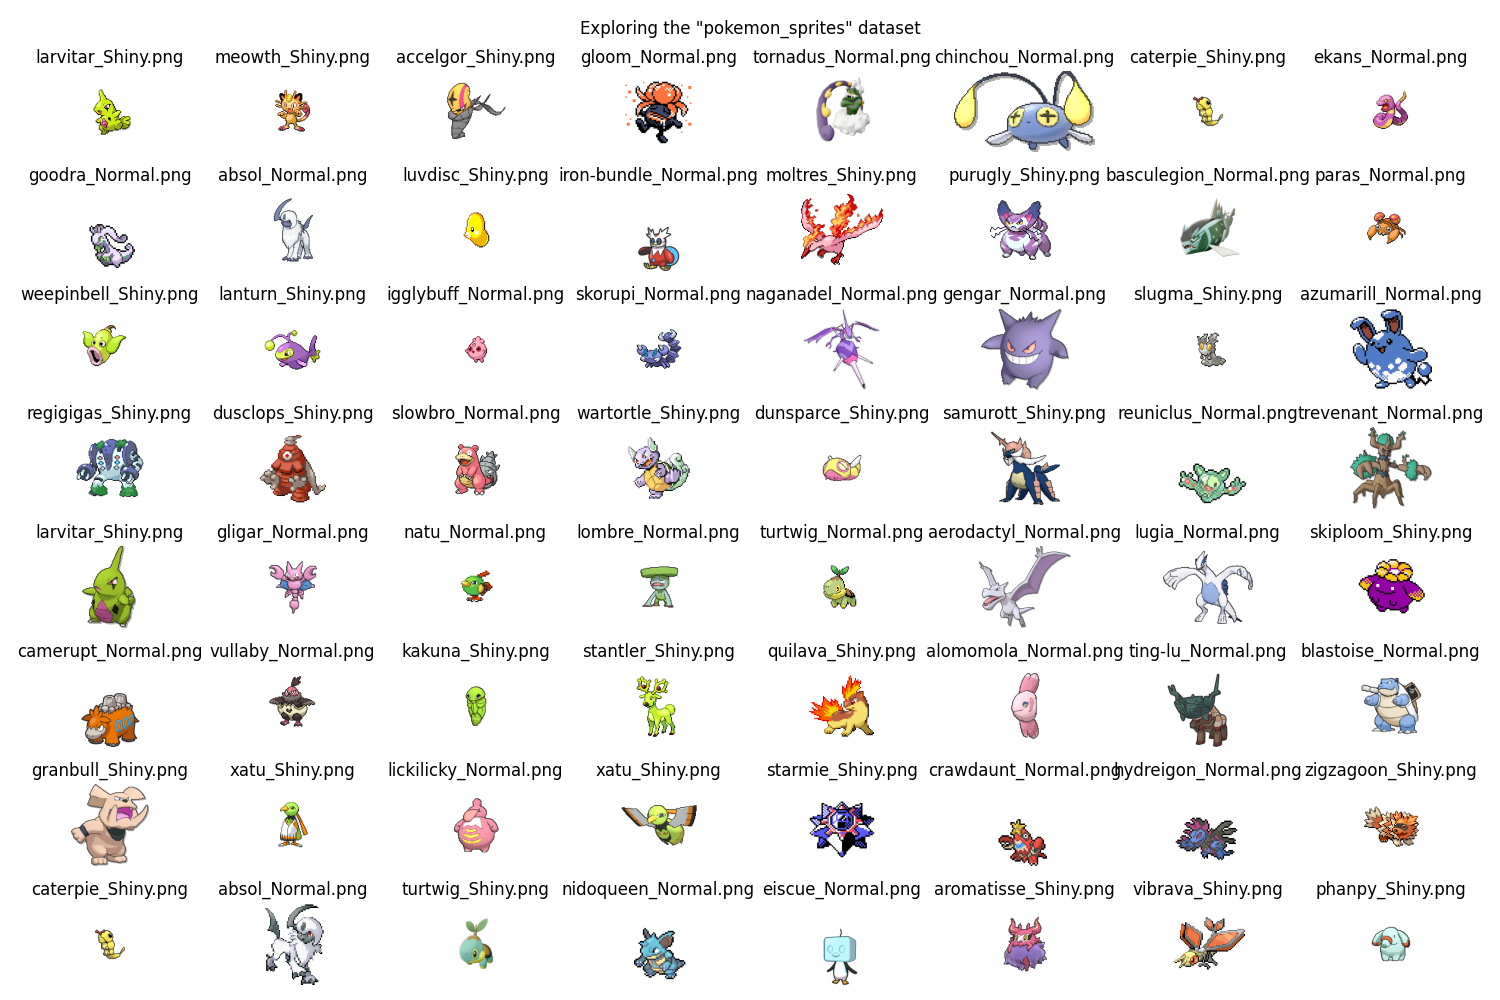 Exploring the "pokemon_sprites" dataset
larvitar_Shiny.png meowth_Shiny.png accelgor_Shiny.png gloom_Normal.png tornadus_Normal.png chinchou_Normal.png caterpie_Shiny.png ekans_Normal.png
goodra_Normal.png absol_Normal.png luvdisc_Shiny.png iron-bundle_Normal.png moltres_Shiny.png purugly_Shiny.png basculegion_Normal.png paras_Normal.png
weepinbell_Shiny.png lanturn_Shiny.png igglybuff_Normal.png skorupi_Normal.png naganadel_Normal.png gengar_Normal.png slugma_Shiny.png azumarill_Normal.png
regigigas_Shiny.png dusclops_Shiny.png slowbro_Normal.png wartortle_Shiny.png dunsparce_Shiny.png samurott_Shiny.png reuniclus_Normal.png trevenant_Normal.png
larvitar_Shiny.png gligar_Normal.png natu_Normal.png lombre_Normal.png turtwig_Normal.png aerodactyl_Normal.png lugia_Normal.png skiploom_Shiny.png
camerupt_Normal.png vullaby_Normal.png kakuna_Shiny.png stantler_Shiny.png quilava_Shiny.png alomomola_Normal.png ting-lu_Normal.png blastoise_Normal.png
granbull_Shiny.png xatu_Shiny.png lickilicky_Normal.png xatu_Shiny.png starmie_Shiny.png crawdaunt_Normal.png hydreigon_Normal.png zigzagoon_Shiny.png
caterpie_Shiny.png absol_Normal.png turtwig_Shiny.png nidoqueen_Normal.png eiscue_Normal.png aromatisse_Shiny.png vibrava_Shiny.png phanpy_Shiny.png